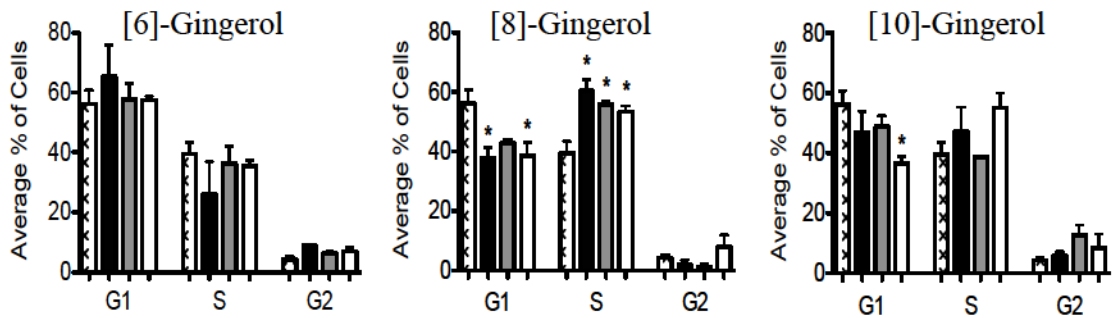 [6]-Gingerol
Average % of Cells
80
60
40
20
0
G1 S G2
[8]-Gingerol
Average % of Cells
80
60
40
20
0
* * * * *
G1 S G2
[10]-Gingerol
Average % of Cells
80
60
40
20
0
*
G1 S G2